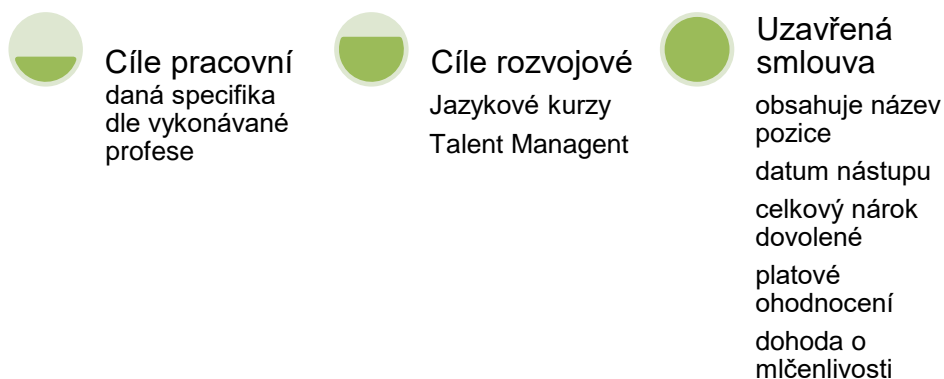 Cíle pracovní
daná specifika
dle vykonávané
profese
Cíle rozvojové
Jazykové kurzy
Talent Managent
Uzavřená
smlouva
obsahuje název
pozice
datum nástupu
celkový nárok
dovolené
platové
ohodnocení
dohoda o
mlčenlivosti